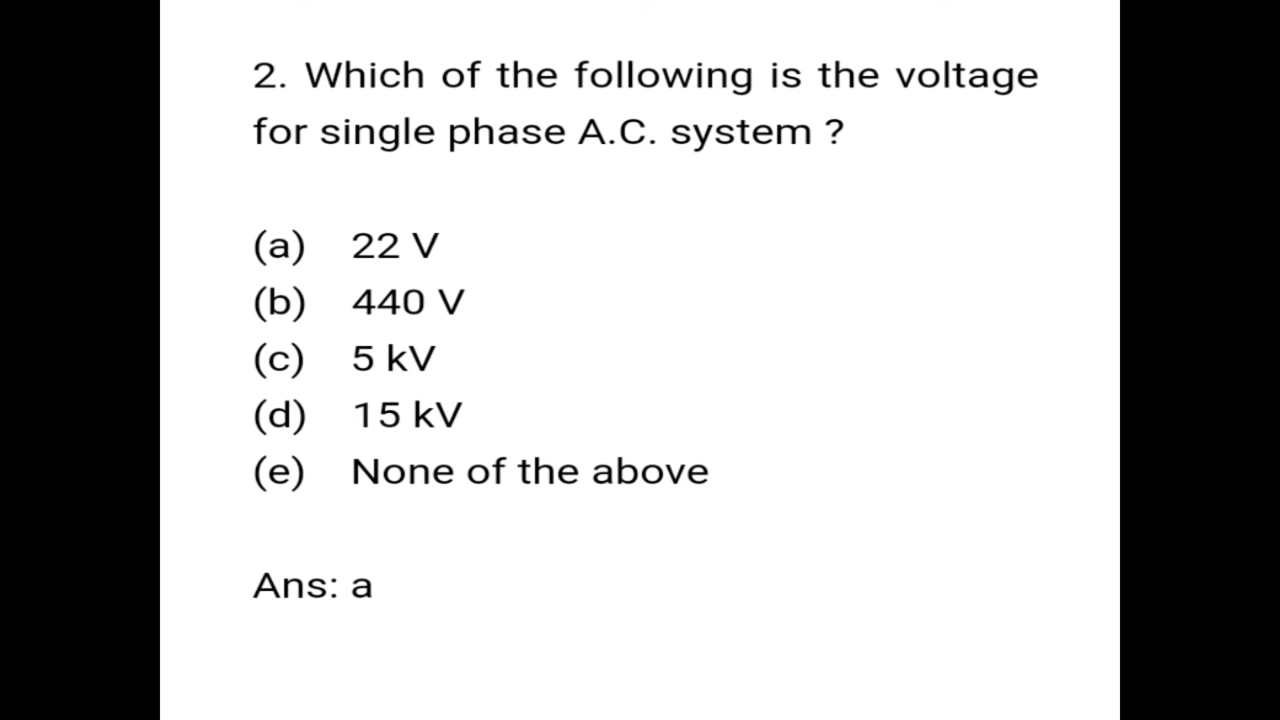 2. Which of the following is the voltage
for single phase A.C. system ?
(a) 22 V
(b) 440 V
(c) 5 kV
(d) 15 kV
(e) None of the above
Ans: a